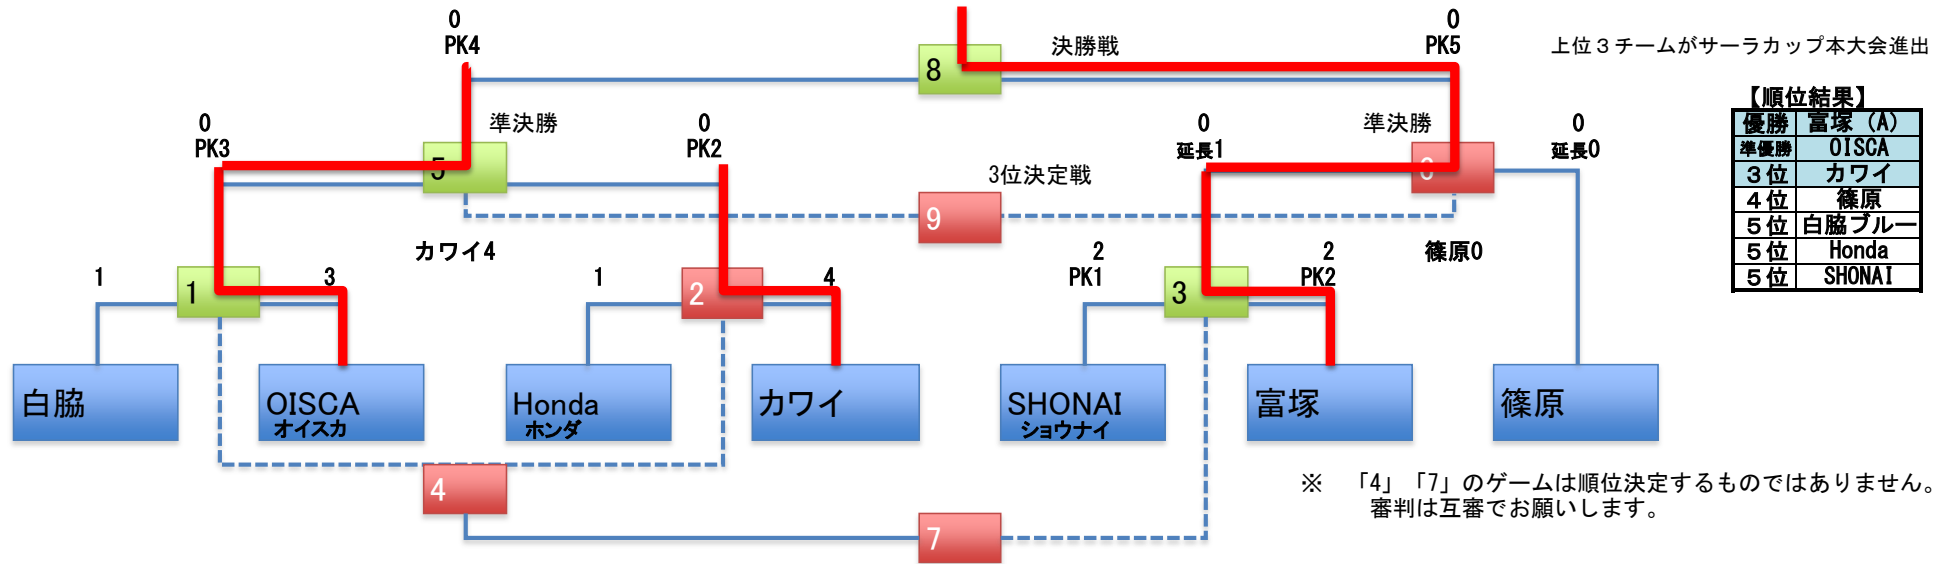 0
PK4
8
決勝戦
0
PK5
上位３チームがサーラカップ本大会進出
【順位結果】
優勝 富塚（A）
準優勝 OISCA
３位 カワイ
４位 篠原
５位 白脇ブルー
５位 Honda
５位 SHONAI
0
PK3
5
準決勝
0
PK2
0
延長1
準決勝
6
0
延長0
3位決定戦
9
カワイ4
篠原0
1
1
3
1
2
4
2
PK1
3
2
PK2
白脇
OISCA
オイスカ
Honda
ホンダ
カワイ
SHONAI
ショウナイ
富塚
篠原
4
7
※　「4」「7」のゲームは順位決定するものではありません。
審判は互審でお願いします。